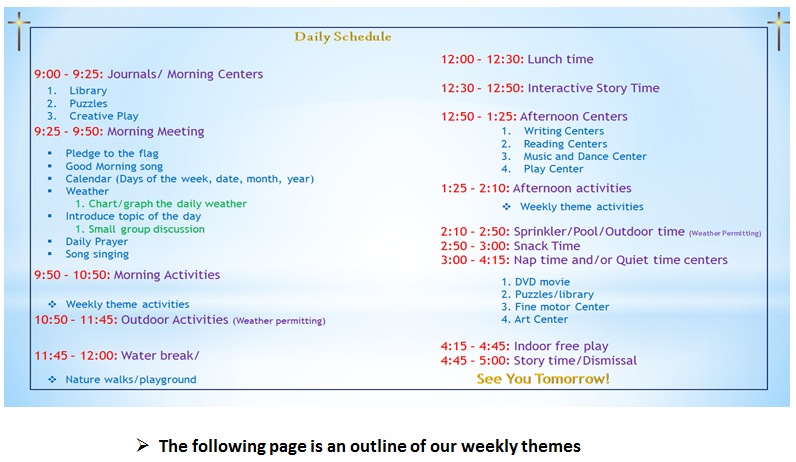 Daily Schedule
9:00 – 9:25: Journals/ Morning Centers
1. Library
2. Puzzles
3. Creative Play
9:25 – 9:50: Morning Meeting
▪ Pledge to the flag
▪ Good Morning song
▪ Calendar (Days of the week, date, month, year)
▪ Weather
1. Chart/graph the daily weather
▪ Introduce topic of the day
1. Small group discussion
▪ Daily Prayer
▪ Song singing
9:50 – 10:50: Morning Activities
❖ Weekly theme activities
10:50 – 11:45: Outdoor Activities (Weather permitting)
11:45 – 12:00: Water break/
❖ Nature walks/playground
12:00 – 12:30: Lunch time
12:30 – 12:50: Interactive Story Time
12:50 – 1:25: Afternoon Centers
1. Writing Centers
2. Reading Centers
3. Music and Dance Center
4. Play Center
1:25 – 2:10: Afternoon activities
❖ Weekly theme activities
2:10 – 2:50: Sprinkler/Pool/Outdoor time (Weather Permitting)
2:50 – 3:00: Snack Time
3:00 – 4:15: Nap time and/or Quiet time centers
1. DVD movie
2. Puzzles/library
3. Fine motor Center
4. Art Center
4:15 – 4:45: Indoor free play
4:45 – 5:00: Story time/Dismissal
See You Tomorrow!
➢ The following page is an outline of our weekly themes